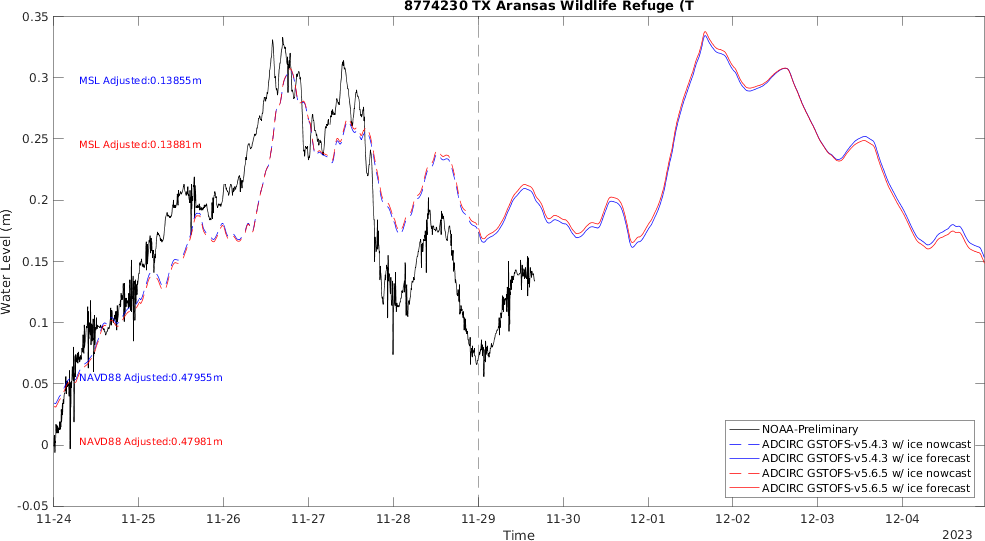 8774230 TX Aransas Wildlife Refuge (T
0.35
0.3
0.25
0.2
0.15
0.1
0.05
0
-0.05
Water Level (m)
MSL Adjusted:0.13855m
MSL Adjusted:0.13881m
NAVD88 Adjusted:0.47955m
NAVD88 Adjusted:0.47981m
NOAA-Preliminary
ADCIRC GSTOFS-v5.4.3 w/ ice nowcast
ADCIRC GSTOFS-v5.4.3 w/ ice forecast
ADCIRC GSTOFS-v5.6.5 w/ ice nowcast
ADCIRC GSTOFS-v5.6.5 w/ ice forecast
11-24 11-25 11-26 11-27 11-28 11-29 11-30 12-01 12-02 12-03 12-04
Time
2023